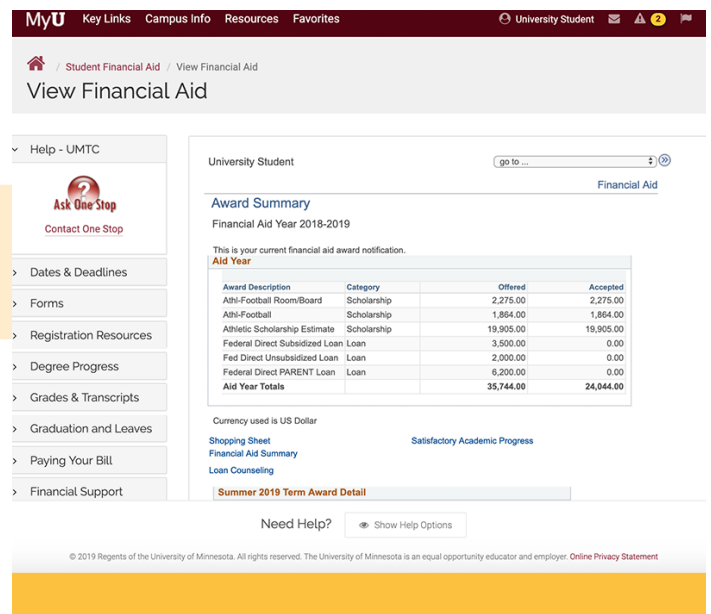 MyU Key Links Campus Info Resources Favorites University Student 2
/ Student Financial Aid / View Financial Aid
View Financial Aid
Help - UMTC
?
Ask One Stop
Contact One Stop
Dates & Deadlines
Forms
Registration Resources
Degree Progress
Grades & Transcripts
Graduation and Leaves
Paying Your Bill
Financial Support
University Student go to ...
Financial Aid
Award Summary
Financial Aid Year 2018-2019
This is your current financial aid award notification.
Aid Year
Award Description Category Offered Accepted
Athl-Football Room/Board Scholarship 2,275.00 2,275.00
Athl-Football Scholarship 1,864.00 1,864.00
Athletic Scholarship Estimate Scholarship 19,905.00 19,905.00
Federal Direct Subsidized Loan Loan 3,500.00 0.00
Fed Direct Unsubsidized Loan Loan 2,000.00 0.00
Federal Direct PARENT Loan Loan 6,200.00 0.00
Aid Year Totals 35,744.00 24,044.00
Currency used is US Dollar
Shopping Sheet Satisfactory Academic Progress
Financial Aid Summary
Loan Counseling
Summer 2019 Term Award Detail
Need Help? Show Help Options
© 2019 Regents of the University of Minnesota. All rights reserved. The University of Minnesota is an equal opportunity educator and employer. Online Privacy Statement